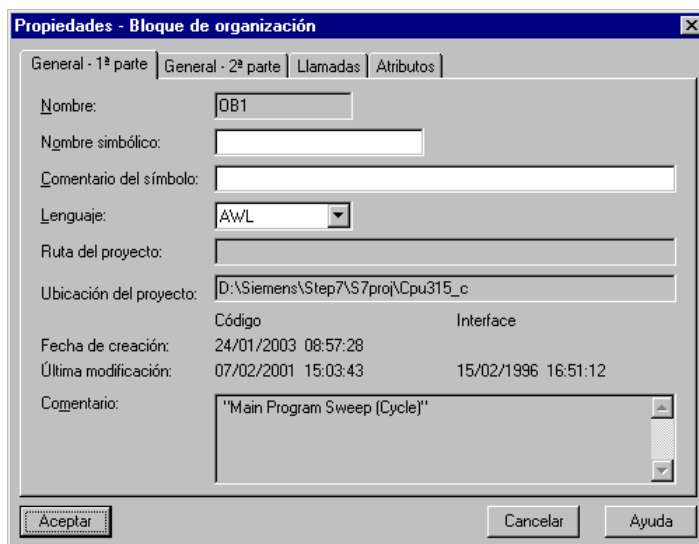 Propiedades - Bloque de organización
General - 1ª parte General - 2ª parte Llamadas Atributos
Nombre: OB1
Nombre simbólico:
Comentario del símbolo:
Lenguaje: AWL
Ruta del proyecto:
Ubicación del proyecto: D:\Siemens\Step7\S7proj\Cpu315_c
Código Interface
Fecha de creación: 24/01/2003 08:57:28
Última modificación: 07/02/2001 15:03:43 15/02/1996 16:51:12
Comentario: "Main Program Sweep (Cycle)"
Aceptar Cancelar Ayuda